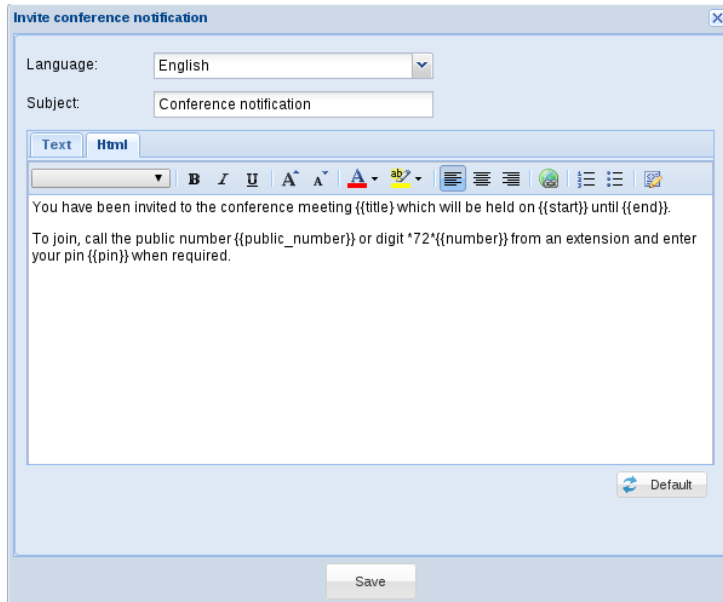 Invite conference notification
Language: English
Subject: Conference notification
Text Html
B I U A A A ab
You have been invited to the conference meeting {{title} which will be held on {{start}} until {{end}}.
To join, call the public number {{public_number}} or digit *72*{{number}} from an extension and enter
your pin {{pin}} when required.
Default
Save